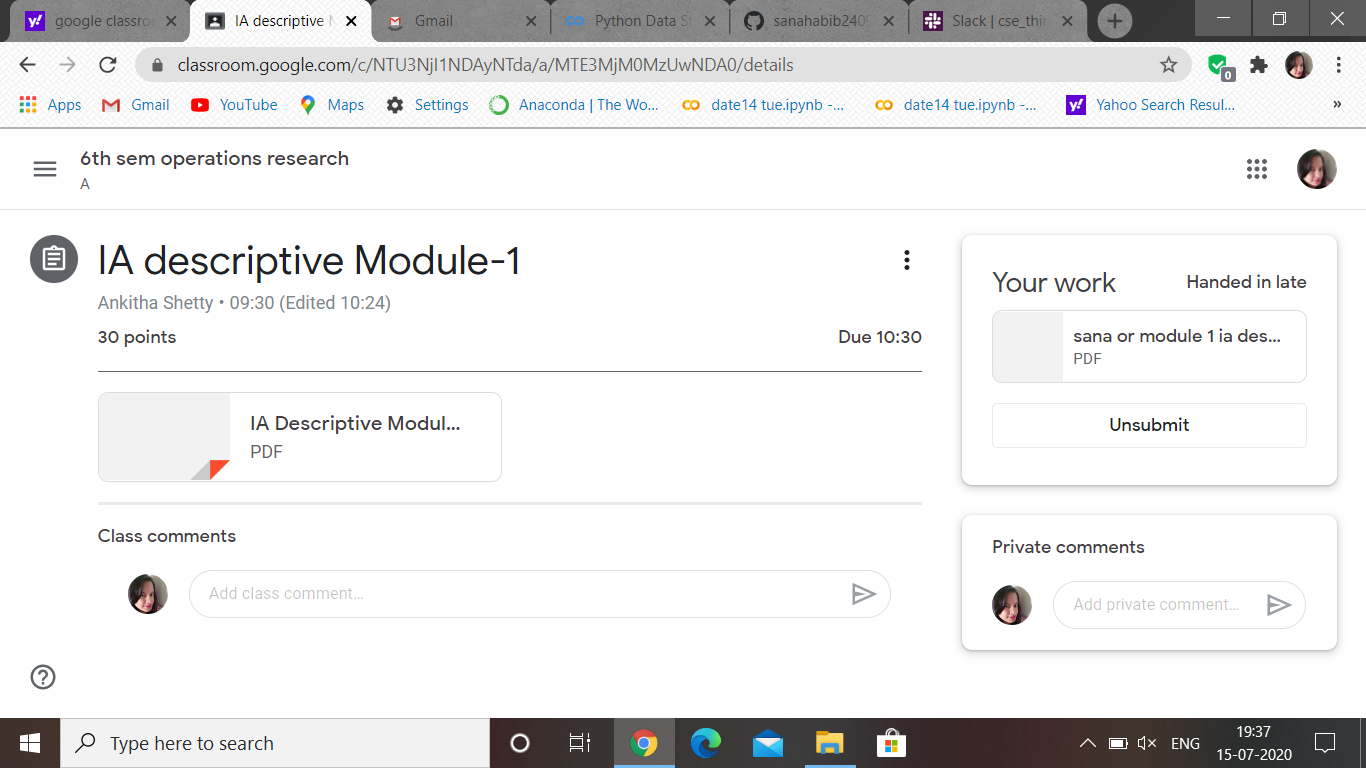 google classroo
IA descriptive M
Gmail
Python Data St
sanahabib240
Slack | cse_thir
classroom.google.com/c/NTU3NjI1NDAyNTda/a/MTE3MjM0MzUwNDA0/details
0
Apps
Gmail
YouTube
Maps
Settings
Anaconda | The Wo...
date14 tue.ipynb -...
date14 tue.ipynb -...
Yahoo Search Resul...
»
6th sem operations research
A
IA descriptive Module-1
Ankitha Shetty • 09:30 (Edited 10:24)
30 points
Due 10:30
IA Descriptive Modul...
PDF
Class comments
Add class comment...
Your work
Handed in late
sana or module 1 ia des...
PDF
Unsubmit
Private comments
Add private comment...
Type here to search
ENG
19:37
15-07-2020